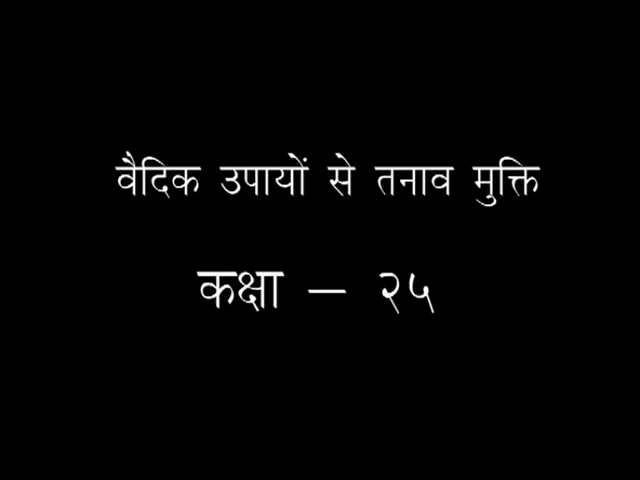 वैदिक उपायों से तनाव मुक्ति
कक्षा – २५